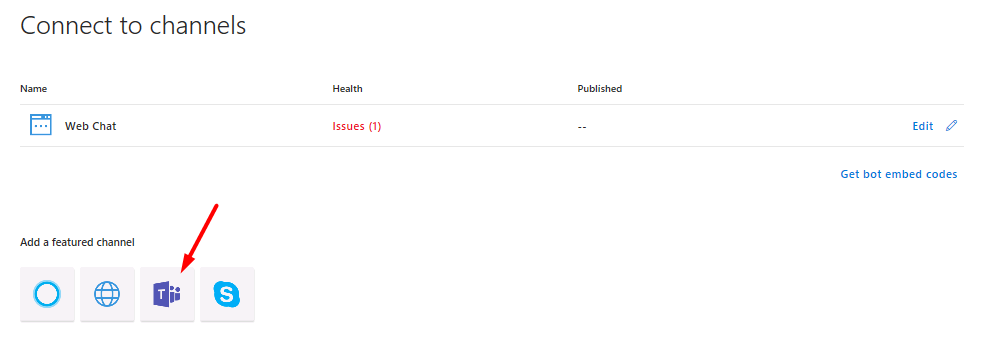 Connect to channels
Name Health Published
Web Chat Issues (1) -- Edit
Get bot embed codes
Add a featured channel
T S